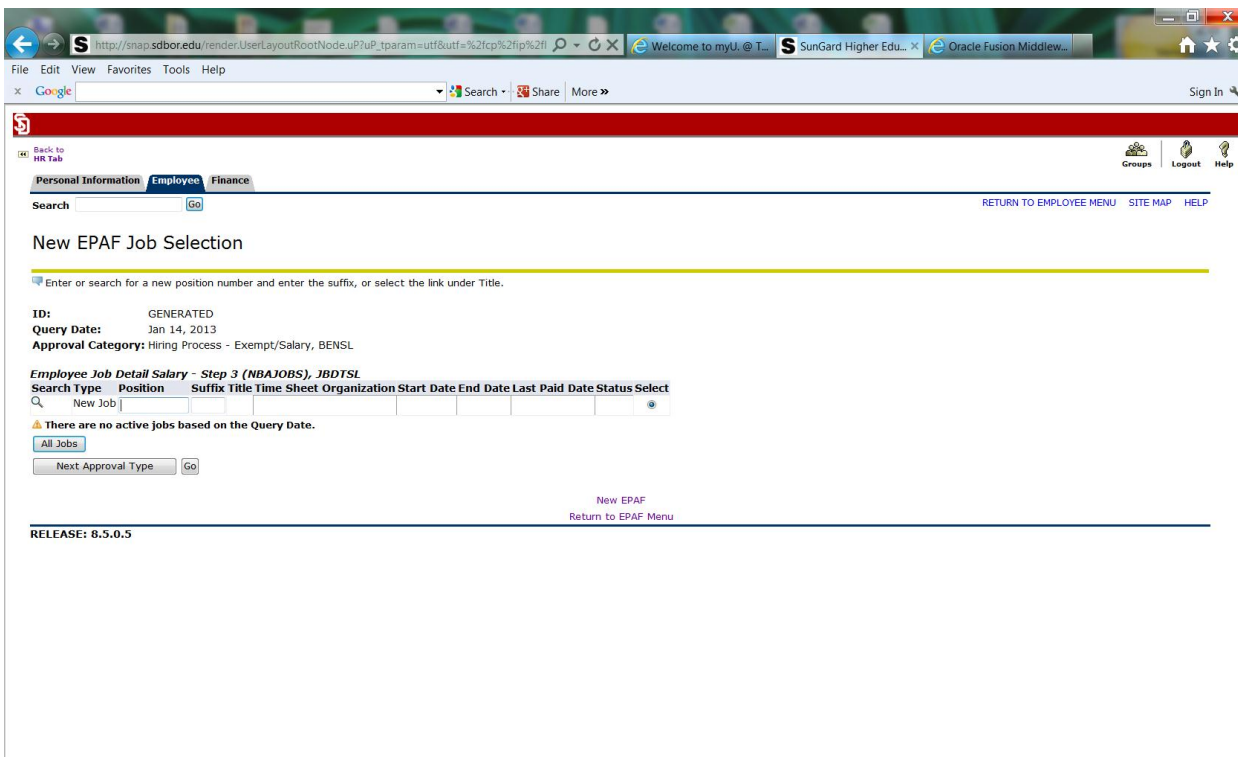 http://snap.sdbor.edu/render.UserLayoutRootNode.uP?uP_tparam=utf&utf=%2fcp%2fip%2fl
Welcome to myU. @ T...
SunGard Higher Edu...
Oracle Fusion Middlew...
File Edit View Favorites Tools Help
x Google Search Share More » Sign In
Back to
HR Tab
Groups Logout Help
Personal Information Employee Finance
Search Go RETURN TO EMPLOYEE MENU SITE MAP HELP
New EPAF Job Selection
Enter or search for a new position number and enter the suffix, or select the link under Title.
ID: GENERATED
Query Date: Jan 14, 2013
Approval Category: Hiring Process - Exempt/Salary, BENSL
Employee Job Detail Salary - Step 3 (NBAJOBS), JBDTSL
Search Type Position Suffix Title Time Sheet Organization Start Date End Date Last Paid Date Status Select
New Job
There are no active jobs based on the Query Date.
All Jobs
Next Approval Type Go
New EPAF
Return to EPAF Menu
RELEASE: 8.5.0.5